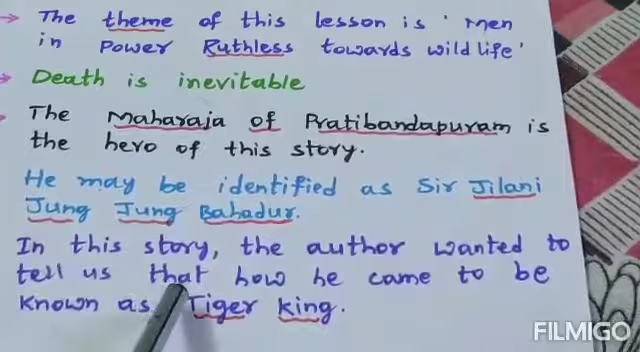 → The theme of this lesson is ' Men
in Power Ruthless towards wild life'
→ Death is inevitable
The Maharaja of Pratibandapuram is
the hero of this story.
He may be identified as Sir Jilani
Jung Jung Bahadur.
In this story, the author wanted to
tell us that how he came to be
known as Tiger king.
FILMIGO